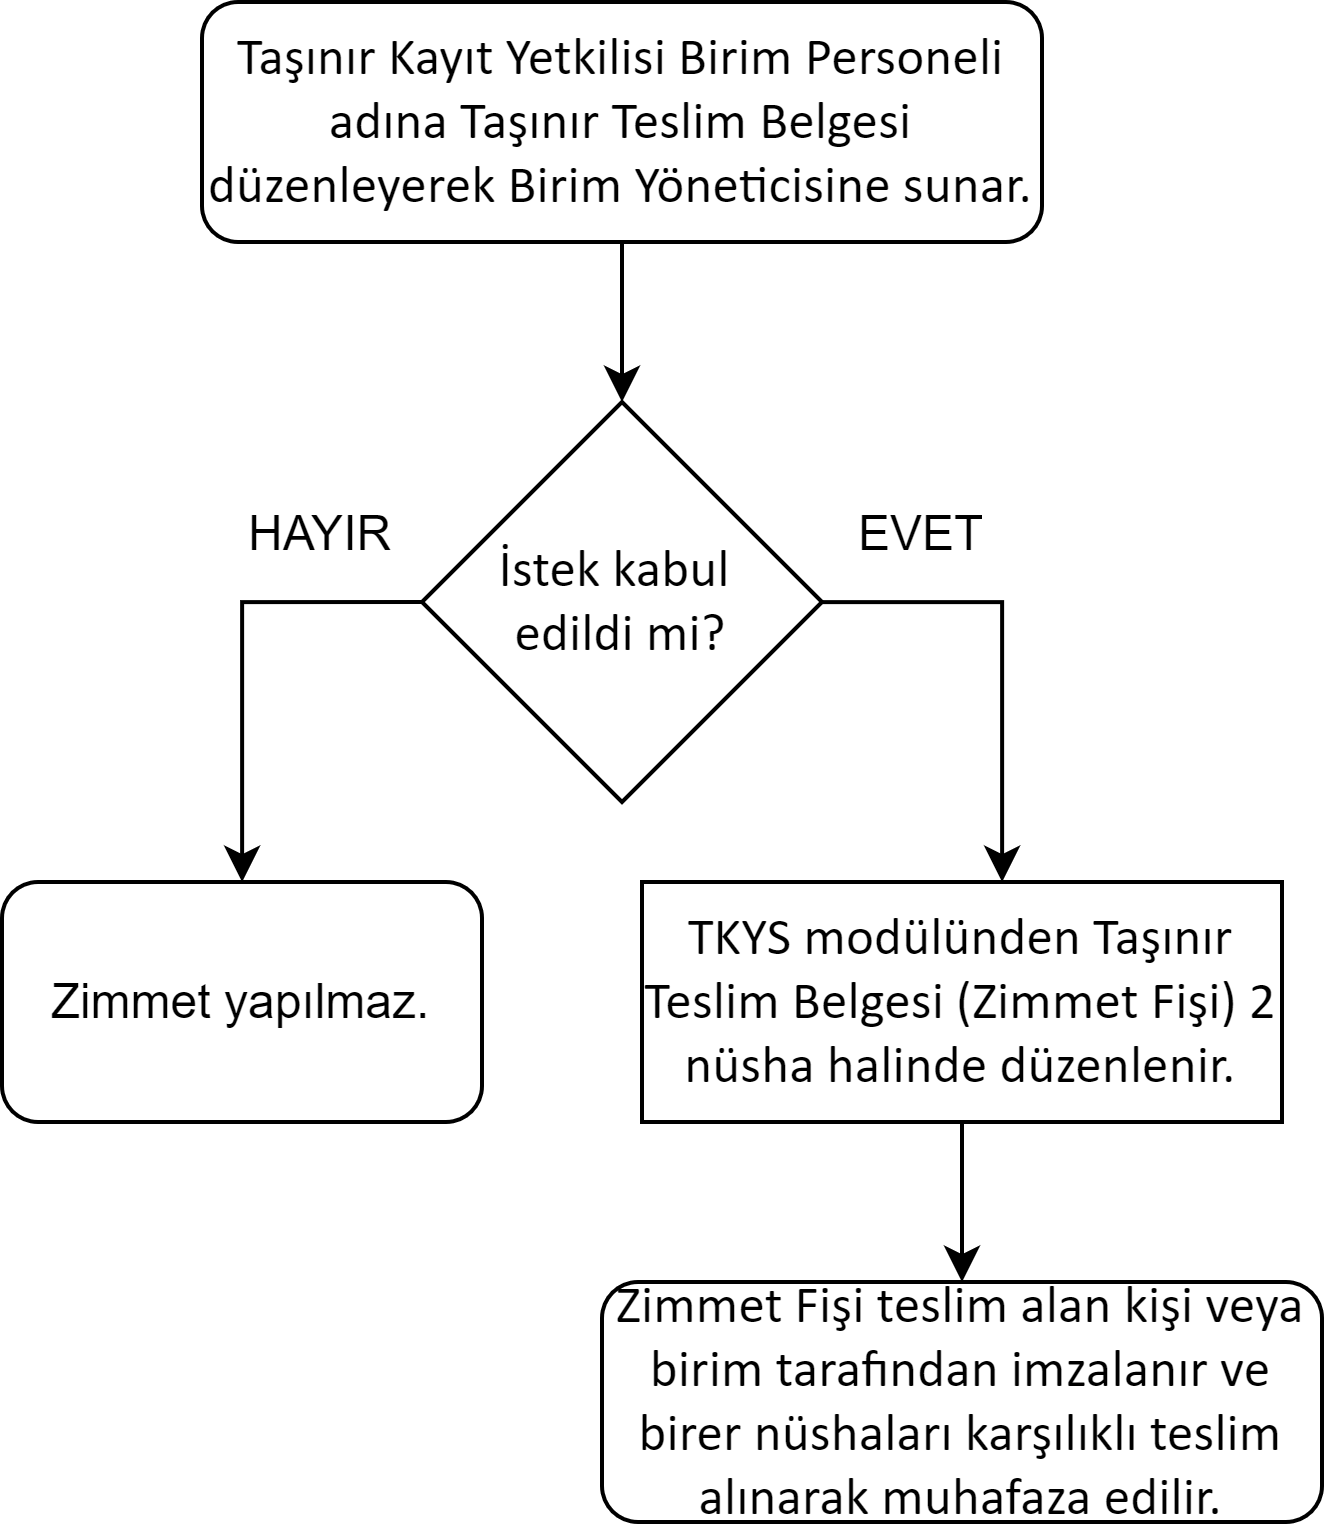 Taşınır Kayıt Yetkilisi Birim Personeli
adına Taşınır Teslim Belgesi
düzenleyerek Birim Yöneticisine sunar.
HAYIR
EVET
İstek kabul
edildi mi?
Zimmet yapılmaz.
TKYS modülünden Taşınır
Teslim Belgesi (Zimmet Fişi) 2
nüsha halinde düzenlenir.
Zimmet Fişi teslim alan kişi veya
birim tarafından imzalanır ve
birer nüshaları karşılıklı teslim
alınarak muhafaza edilir.